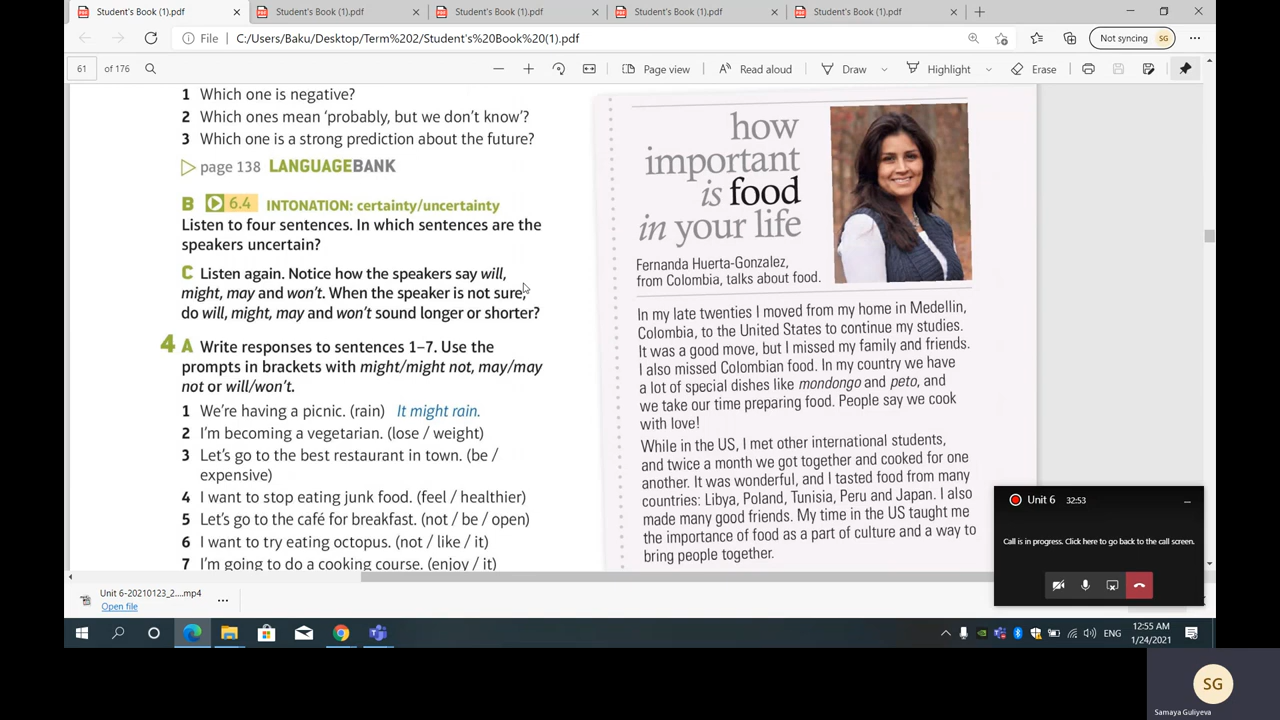 Student's Book (1).pdf
Student's Book (1).pdf
Student's Book (1).pdf
Student's Book (1).pdf
Student's Book (1).pdf
File
C:/Users/Baku/Desktop/Term%202/Student's%20Book%20(1).pdf
Not syncing SG
61 of 176
Page view
Read aloud
Draw
Highlight
Erase
1 Which one is negative?
2 Which ones mean ‘probably, but we don't know’?
3 Which one is a strong prediction about the future?
page 138 LANGUAGEBANK
B 6.4 INTONATION: certainty/uncertainty
Listen to four sentences. In which sentences are the
speakers uncertain?
C Listen again. Notice how the speakers say will,
might, may and won't. When the speaker is not sure,
do will, might, may and won't sound longer or shorter?
4 A Write responses to sentences 1–7. Use the
prompts in brackets with might/might not, may/may
not or will/won't.
1 We're having a picnic. (rain) It might rain.
2 I'm becoming a vegetarian. (lose / weight)
3 Let's go to the best restaurant in town. (be /
expensive)
4 I want to stop eating junk food. (feel / healthier)
5 Let's go to the café for breakfast. (not / be / open)
6 I want to try eating octopus. (not / like / it)
7 I'm going to do a cooking course. (enjoy / it)
how
important
is food
in your life
Fernanda Huerta-Gonzalez,
from Colombia, talks about food.
In my late twenties I moved from my home in Medellin,
Colombia, to the United States to continue my studies.
It was a good move, but I missed my family and friends.
I also missed Colombian food. In my country we have
a lot of special dishes like mondongo and peto, and
we take our time preparing food. People say we cook
with love!
While in the US, I met other international students,
and twice a month we got together and cooked for one
another. It was wonderful, and I tasted food from many
countries: Libya, Poland, Tunisia, Peru and Japan. I also
made many good friends. My time in the US taught me
the importance of food as a part of culture and a way to
bring people together.
Unit 6 32:53
Call is in progress. Click here to go back to the call screen.
Unit 6-20210123_2....mp4
Open file
ENG
12:55 AM
1/24/2021
SG
Samaya Guliyeva